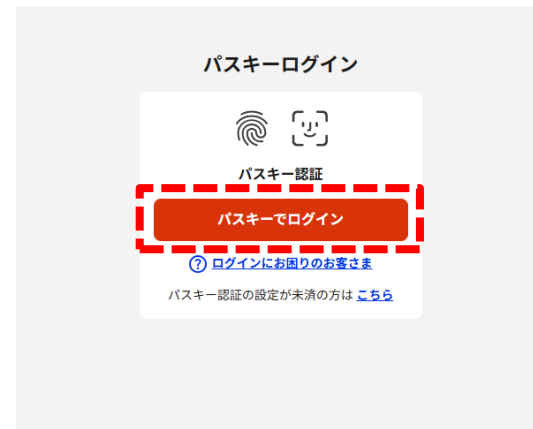 パスキーログイン
パスキー認証
パスキーでログイン
? ログインにお困りのお客さま
パスキー認証の設定が未済の方は こちら